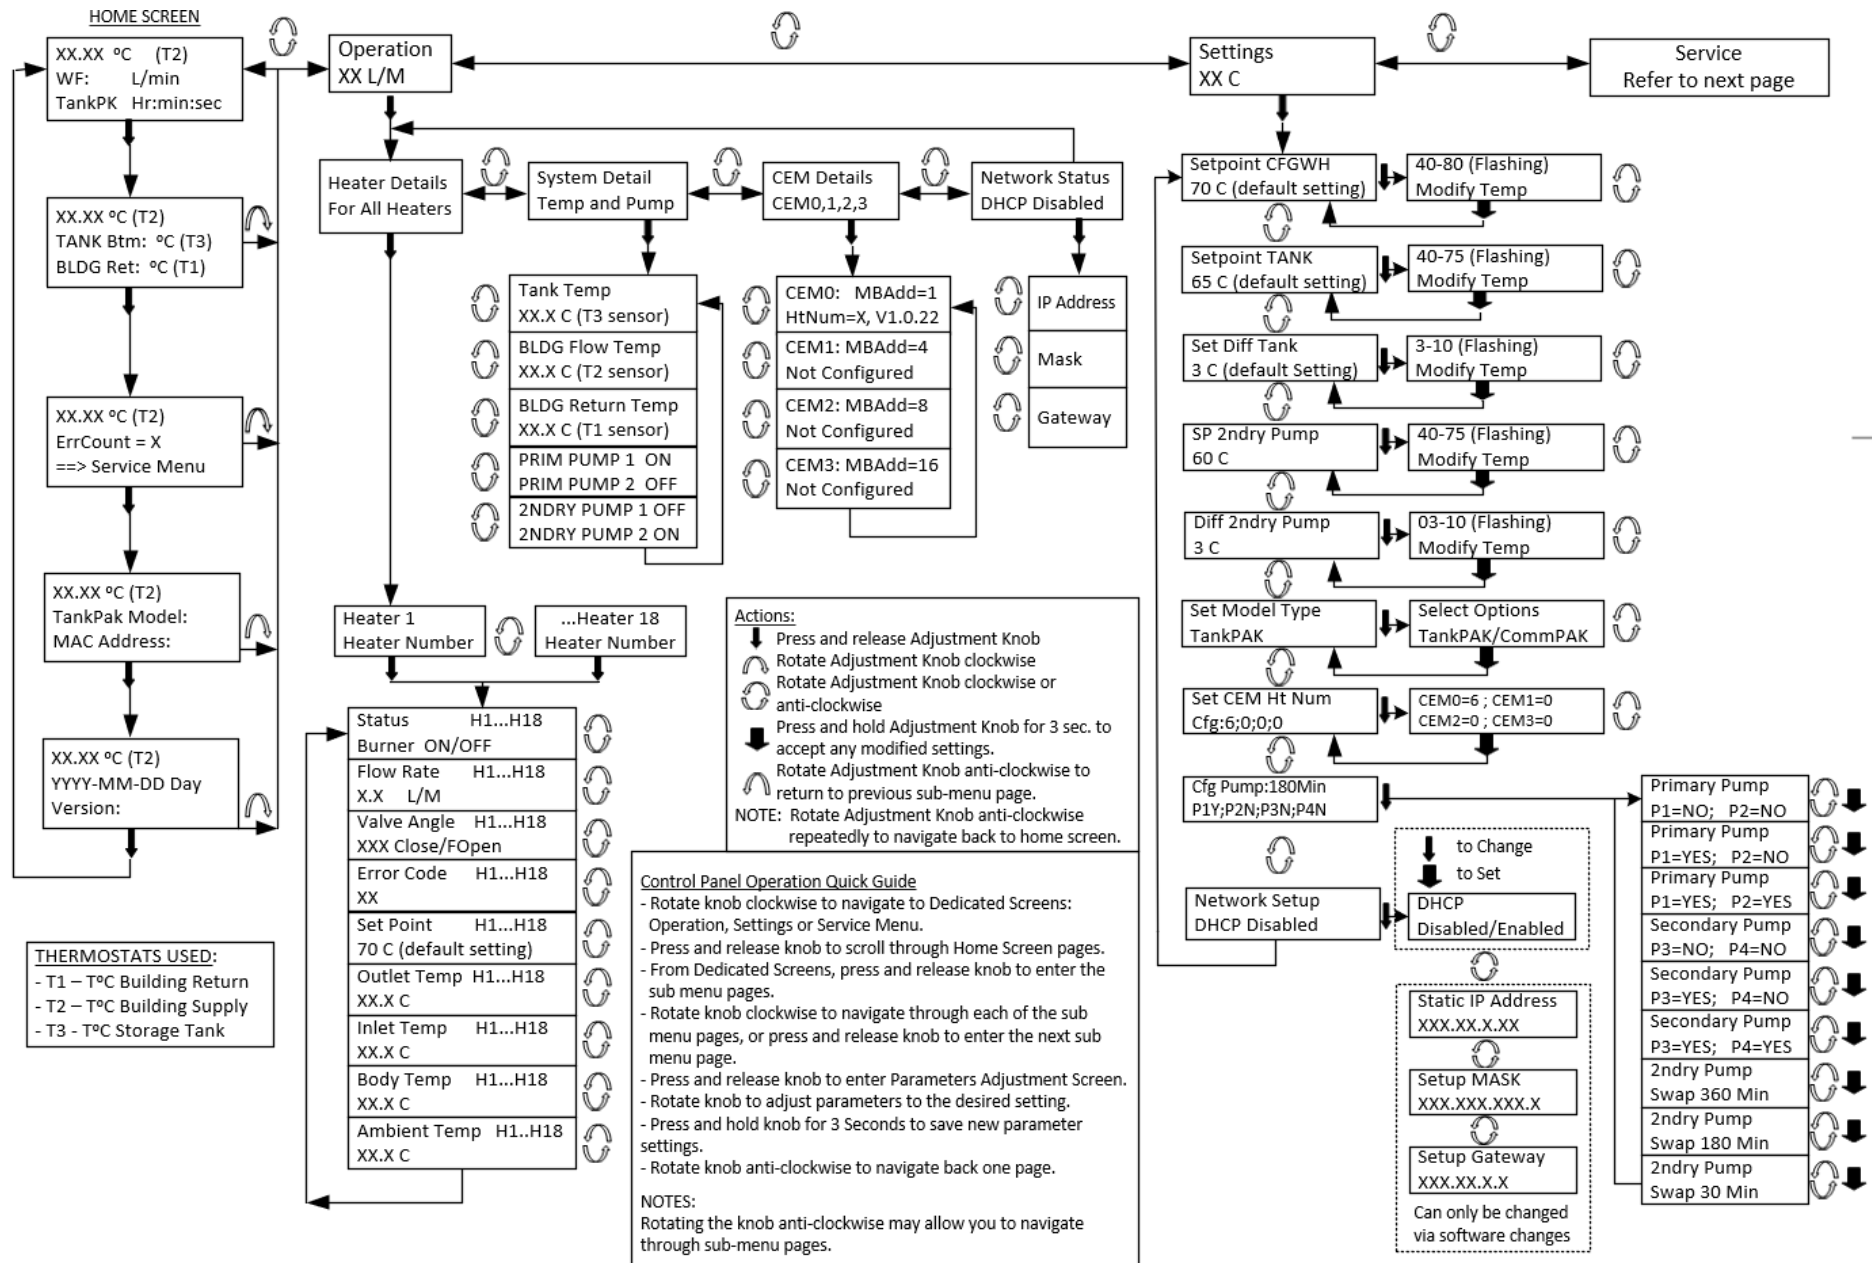 HOME SCREEN
XX.XX ºC (T2)
WF: L/min
TankPK Hr:min:sec
XX.XX ºC (T2)
TANK Btm: ºC (T3)
BLDG Ret: ºC (T1)
XX.XX ºC (T2)
ErrCount = X
==> Service Menu
XX.XX ºC (T2)
TankPak Model:
MAC Address:
XX.XX ºC (T2)
YYYY-MM-DD Day
Version:
THERMOSTATS USED:
- T1 – TºC Building Return
- T2 – TºC Building Supply
- T3 - TºC Storage Tank
Operation
XX L/M
Heater Details
For All Heaters
System Detail
Temp and Pump
CEM Details
CEM0,1,2,3
Network Status
DHCP Disabled
Tank Temp
XX.X C (T3 sensor)
BLDG Flow Temp
XX.X C (T2 sensor)
BLDG Return Temp
XX.X C (T1 sensor)
PRIM PUMP 1 ON
PRIM PUMP 2 OFF
2NDRY PUMP 1 OFF
2NDRY PUMP 2 ON
CEM0: MBAdd=1
HtNum=X, V1.0.22
CEM1: MBAdd=4
Not Configured
CEM2: MBAdd=8
Not Configured
CEM3: MBAdd=16
Not Configured
IP Address
Mask
Gateway
Heater 1
Heater Number
...Heater 18
Heater Number
Status H1...H18
Burner ON/OFF
Flow Rate H1...H18
X.X L/M
Valve Angle H1...H18
XXX Close/FOpen
Error Code H1...H18
XX
Set Point H1...H18
70 C (default setting)
Outlet Temp H1...H18
XX.X C
Inlet Temp H1...H18
XX.X C
Body Temp H1...H18
XX.X C
Ambient Temp H1..H18
XX.X C
Actions:
Press and release Adjustment Knob
Rotate Adjustment Knob clockwise
Rotate Adjustment Knob clockwise or
anti-clockwise
Press and hold Adjustment Knob for 3 sec. to
accept any modified settings.
Rotate Adjustment Knob anti-clockwise to
return to previous sub-menu page.
NOTE: Rotate Adjustment Knob anti-clockwise
repeatedly to navigate back to home screen.
Control Panel Operation Quick Guide
- Rotate knob clockwise to navigate to Dedicated Screens:
Operation, Settings or Service Menu.
- Press and release knob to scroll through Home Screen pages.
- From Dedicated Screens, press and release knob to enter the
sub menu pages.
- Rotate knob clockwise to navigate through each of the sub
menu pages, or press and release knob to enter the next sub
menu page.
- Press and release knob to enter Parameters Adjustment Screen.
- Rotate knob to adjust parameters to the desired setting.
- Press and hold knob for 3 Seconds to save new parameter
settings.
- Rotate knob anti-clockwise to navigate back one page.
NOTES:
Rotating the knob anti-clockwise may allow you to navigate
through sub-menu pages.
Settings
XX C
Service
Refer to next page
Setpoint CFGWH
70 C (default setting)
40-80 (Flashing)
Modify Temp
Setpoint TANK
65 C (default setting)
40-75 (Flashing)
Modify Temp
Set Diff Tank
3 C (default Setting)
3-10 (Flashing)
Modify Temp
SP 2ndry Pump
60 C
40-75 (Flashing)
Modify Temp
Diff 2ndry Pump
3 C
03-10 (Flashing)
Modify Temp
Set Model Type
TankPAK
Select Options
TankPAK/CommPAK
Set CEM Ht Num
Cfg:6;0;0;0
CEM0=6 ; CEM1=0
CEM2=0 ; CEM3=0
Cfg Pump:180Min
P1Y;P2N;P3N;P4N
Network Setup
DHCP Disabled
to Change
to Set
DHCP
Disabled/Enabled
Static IP Address
XXX.XX.X.XX
Setup MASK
XXX.XXX.XXX.X
Setup Gateway
XXX.XX.X.X
Can only be changed
via software changes
Primary Pump
P1=NO; P2=NO
Primary Pump
P1=YES; P2=NO
Primary Pump
P1=YES; P2=YES
Secondary Pump
P3=NO; P4=NO
Secondary Pump
P3=YES; P4=NO
Secondary Pump
P3=YES; P4=YES
2ndry Pump
Swap 360 Min
2ndry Pump
Swap 180 Min
2ndry Pump
Swap 30 Min